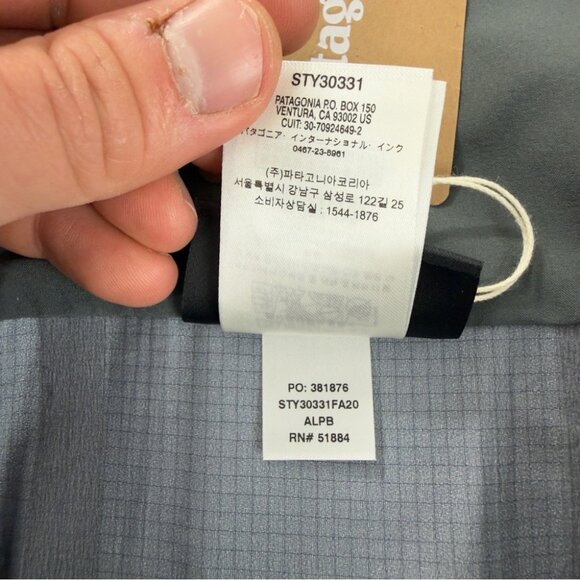 tag
STY30331
PATAGONIA P.O. BOX 150
VENTURA, CA 93002 US
CUIT: 30-70924649-2
パタゴニア・インターナショナル・インク
0467-23-8961
(주)파타고니아코리아
서울특별시 강남구 삼성로 122길 25
소비자상담실 : 1544-1876
PO: 381876
STY30331FA20
ALPB
RN# 51884